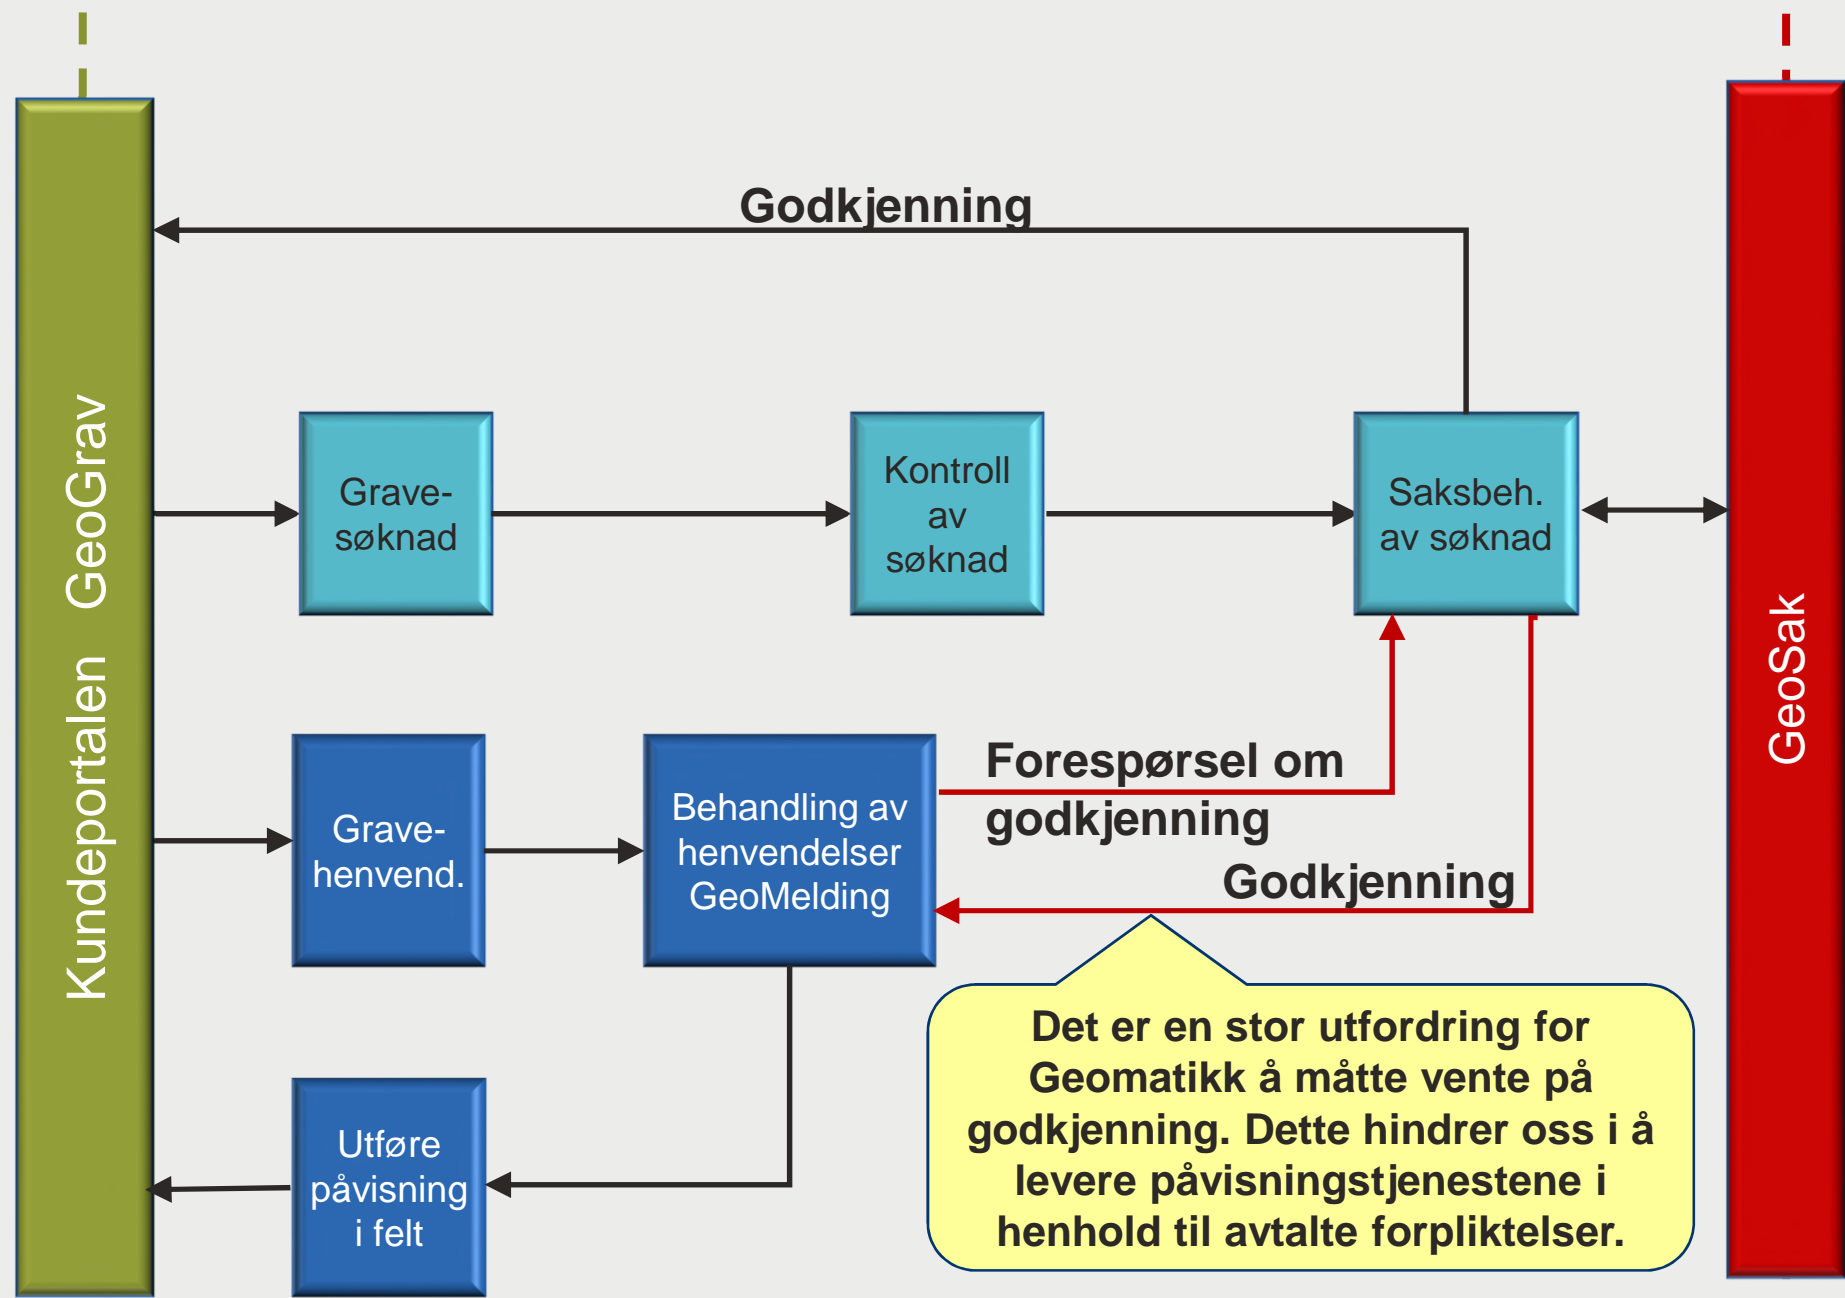 Godkjenning
Kundeportalen GeoGrav
Grave-
søknad
Kontroll
av
søknad
Saksbeh.
av søknad
GeoSak
Grave-
henvend.
Behandling av
henvendelser
GeoMelding
Forespørsel om
godkjenning
Godkjenning
Utføre
påvisning
i felt
Det er en stor utfordring for
Geomatikk å måtte vente på
godkjenning. Dette hindrer oss i å
levere påvisningstjenestene i
henhold til avtalte forpliktelser.